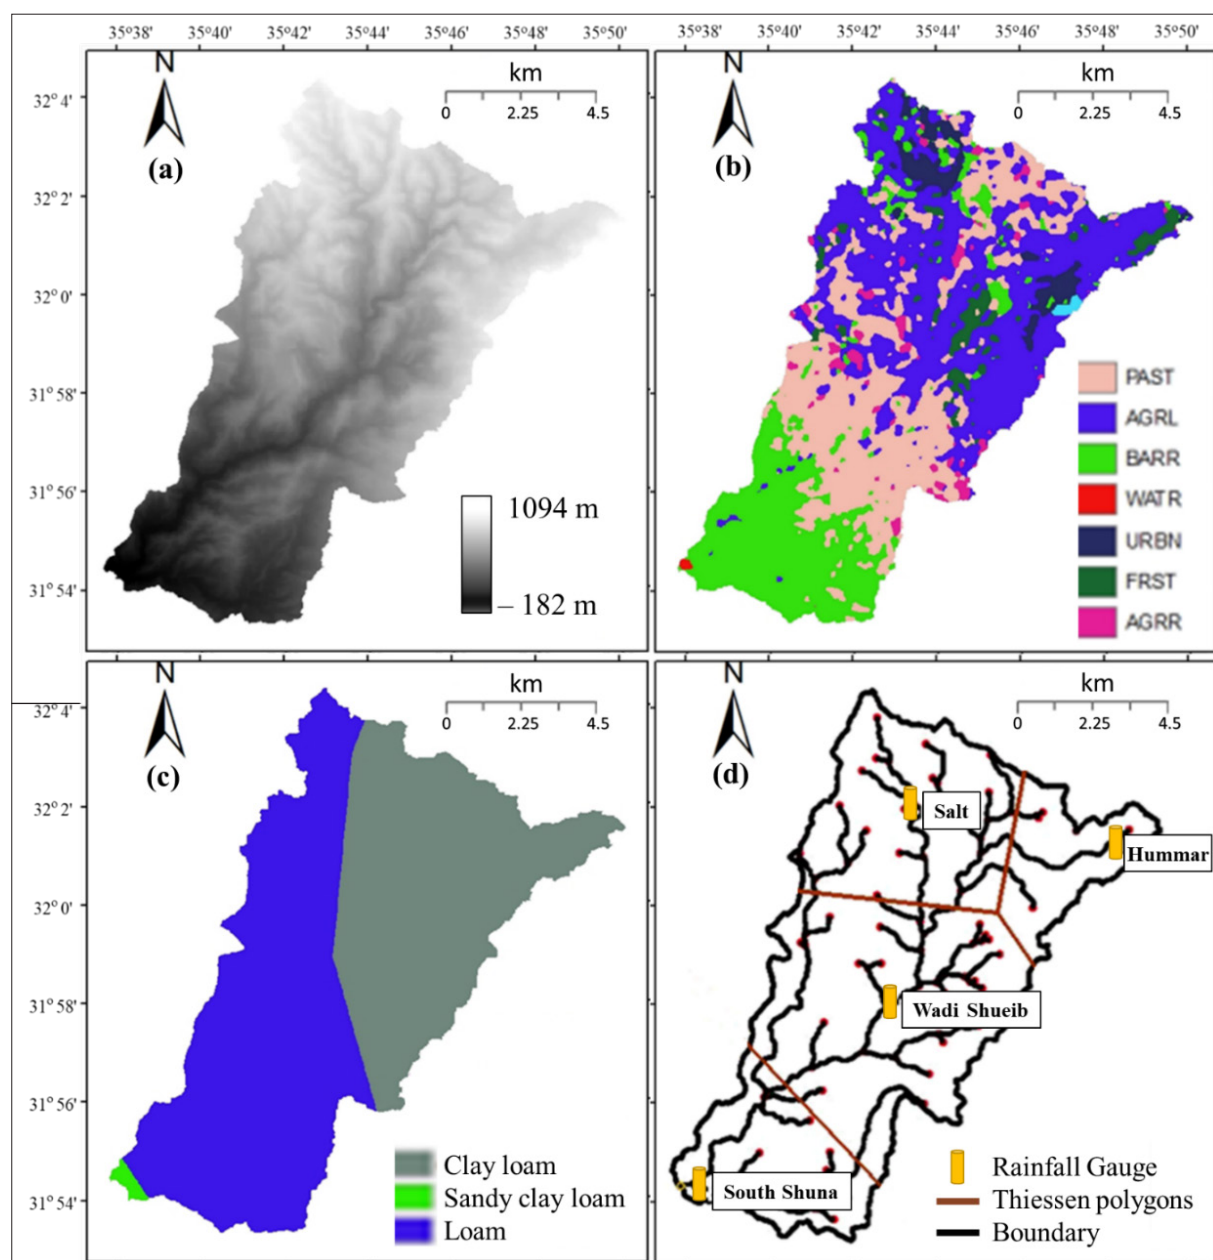 35°38' 35°40' 35°42' 35°44' 35°46' 35°48' 35°50'
35°38' 35°40' 35°42' 35°44' 35°46' 35°48' 35°50'
N
km
0 2.25 4.5
(a)
32°4'
32°2'
32°0'
31°58'
31°56'
31°54'
1094 m
– 182 m
N
km
0 2.25 4.5
(b)
PAST
AGRL
BARR
WATR
URBN
FRST
AGRR
N
km
0 2.25 4.5
(c)
32°4'
32°2'
32°0'
31°58'
31°56'
31°54'
Clay loam
Sandy clay loam
Loam
N
km
0 2.25 4.5
(d)
Salt
Hummar
Wadi Shueib
South Shuna
Rainfall Gauge
Thiessen polygons
Boundary